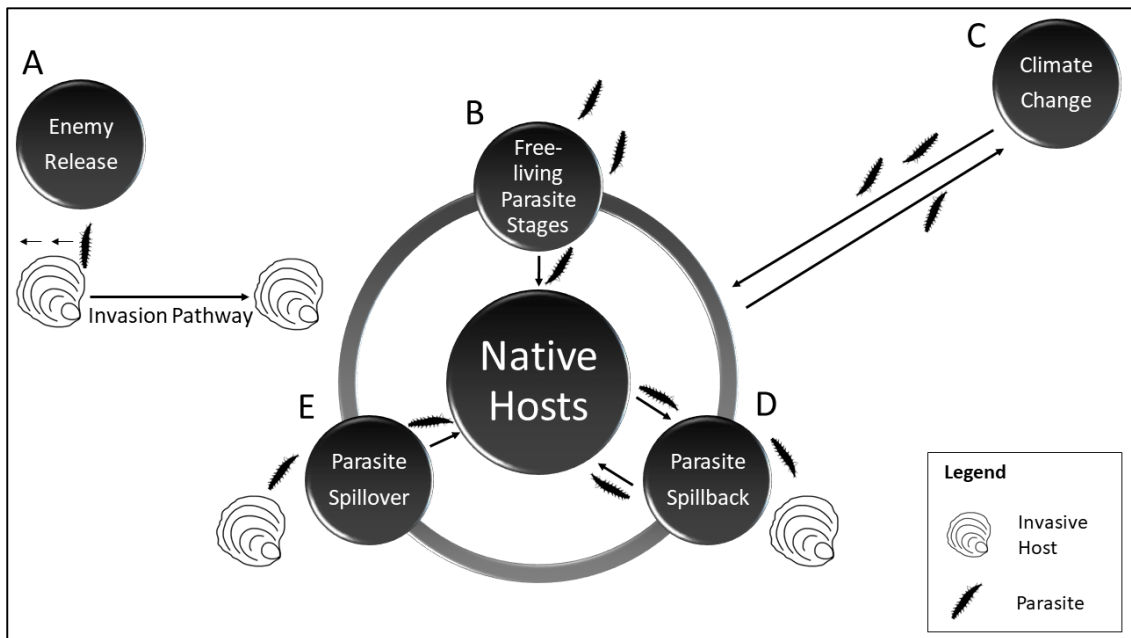 A
Enemy
Release
Invasion Pathway
B
Free-
living
Parasite
Stages
C
Climate
Change
Native
Hosts
E
Parasite
Spillover
D
Parasite
Spillback
Legend
Invasive
Host
Parasite